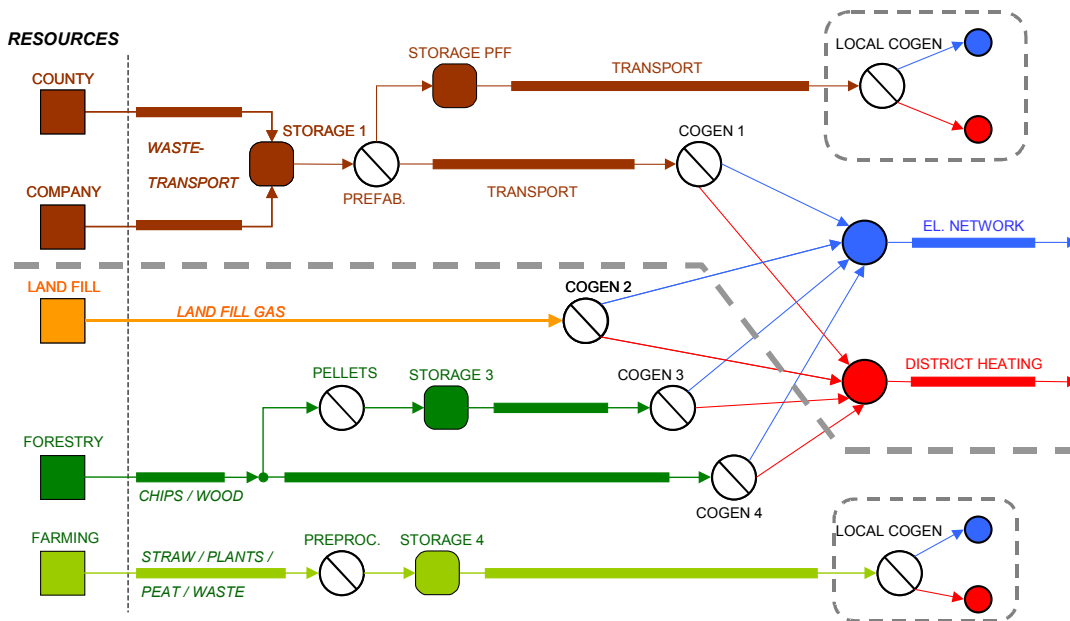 RESOURCES
COUNTY
STORAGE PFF
TRANSPORT
LOCAL COGEN
WASTE-
TRANSPORT
STORAGE 1
PREFAB.
TRANSPORT
COGEN 1
COMPANY
EL. NETWORK
LAND FILL
LAND FILL GAS
COGEN 2
DISTRICT HEATING
PELLETS
STORAGE 3
COGEN 3
FORESTRY
CHIPS / WOOD
COGEN 4
FARMING
STRAW / PLANTS /
PEAT / WASTE
PREPROC.
STORAGE 4
LOCAL COGEN